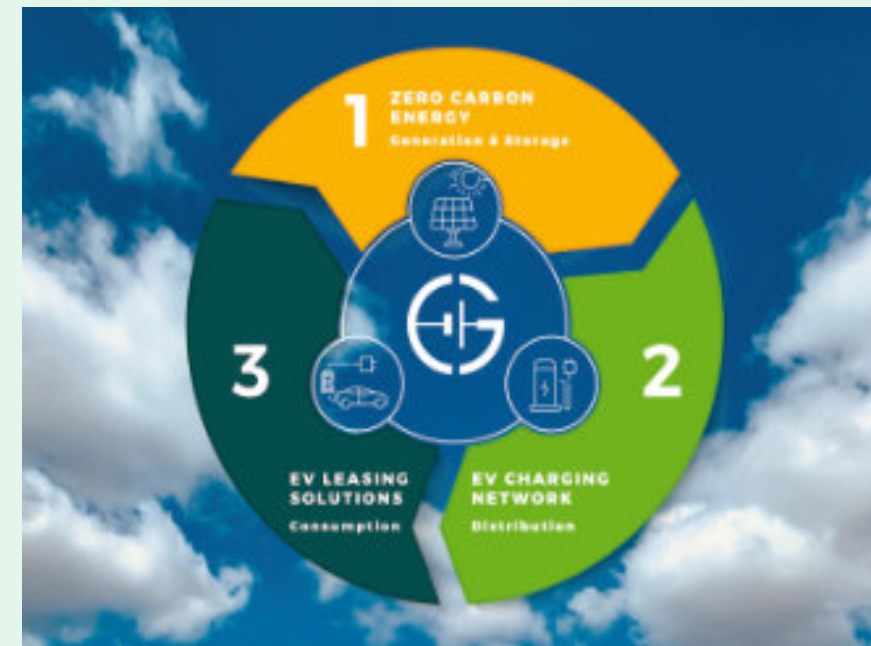 1
ZERO CARBON
ENERGY
Generation & Storage
2
EV CHARGING
NETWORK
Distribution
3
EV LEASING
SOLUTIONS
Consumption